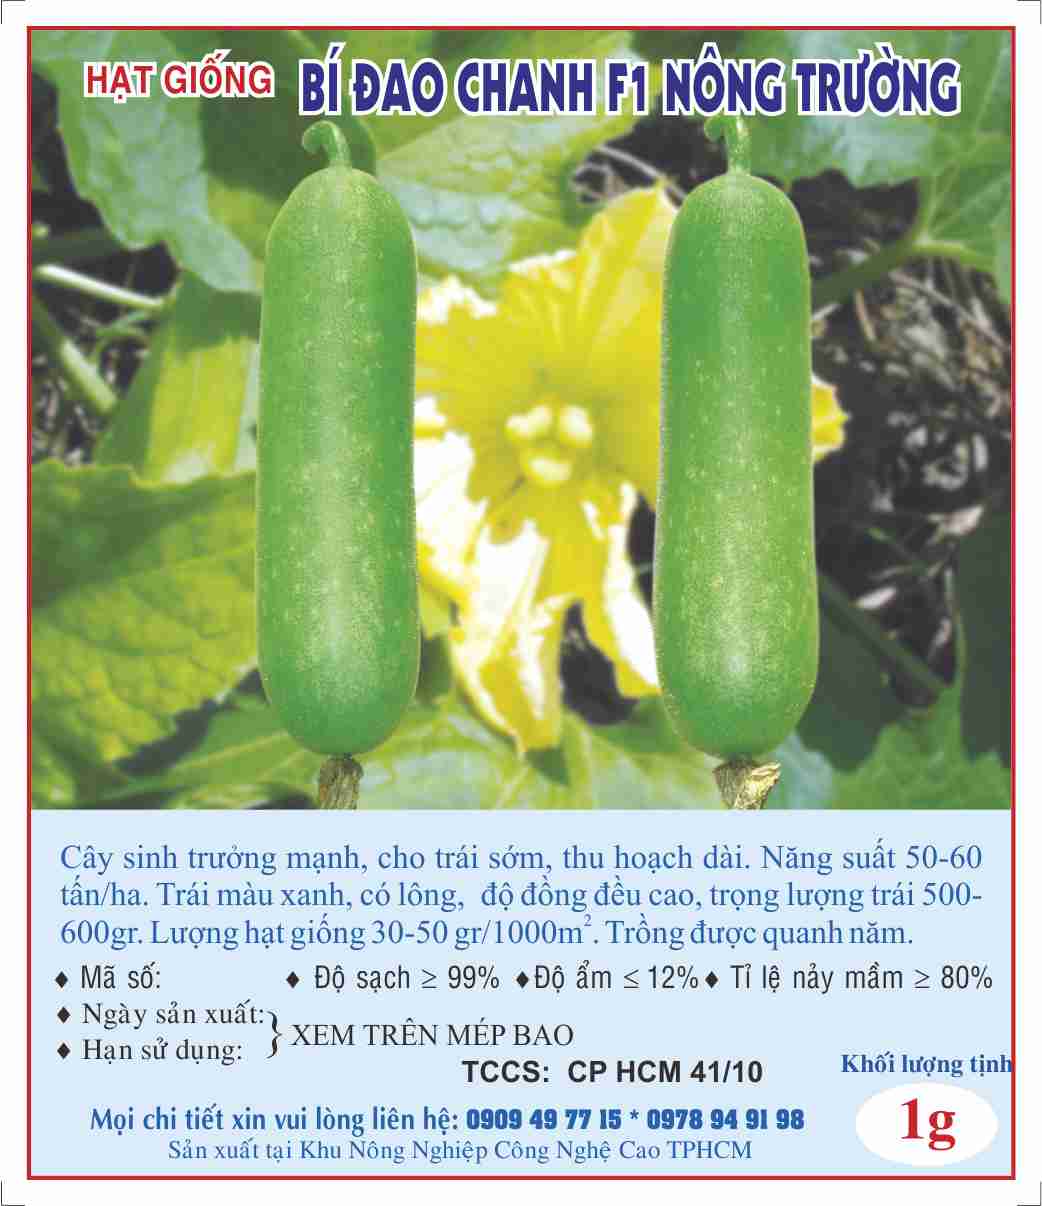 HẠT GIỐNG BÍ ĐAO CHANH F1 NÔNG TRƯỜNG
Cây sinh trưởng mạnh, cho trái sớm, thu hoạch dài. Năng suất 50-60
tấn/ha. Trái màu xanh, có lông, độ đồng đều cao, trọng lượng trái 500-
600gr. Lượng hạt giống 30-50 gr/1000m². Trồng được quanh năm.
♦ Mã số: ♦ Độ sạch ≥ 99% ♦ Độ ẩm ≤ 12% ♦ Tỉ lệ nảy mầm ≥ 80%
♦ Ngày sản xuất:
♦ Hạn sử dụng:
} XEM TRÊN MÉP BAO
TCCS: CP HCM 41/10
Khối lượng tịnh
1g
Mọi chi tiết xin vui lòng liên hệ: 0909 49 77 15 * 0978 94 91 98
Sản xuất tại Khu Nông Nghiệp Công Nghệ Cao TPHCM